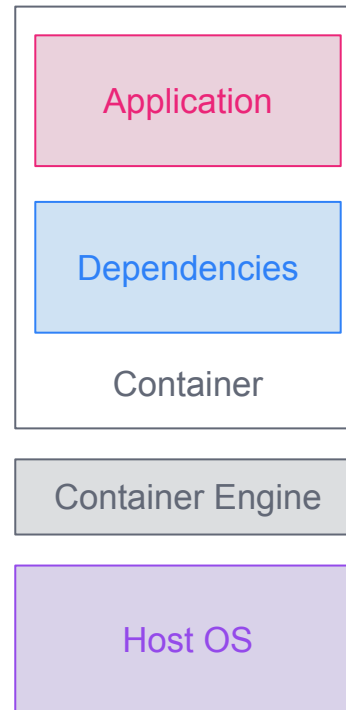 Application
Dependencies
Container
Container Engine
Host OS